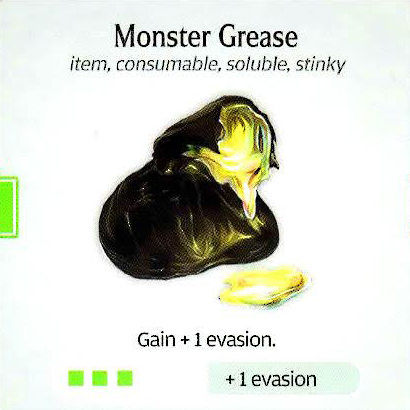 Monster Grease
item, consumable, soluble, stinky
Gain +1 evasion.
+1 evasion